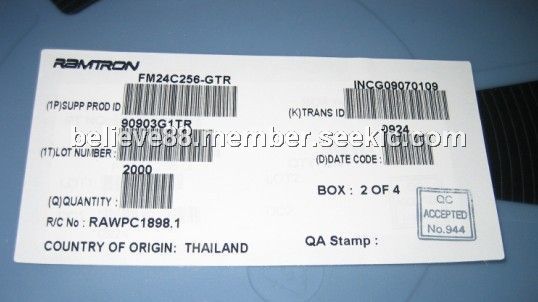 RAMTRON
FM24C256-GTR
INCG09070109
(1P)SUPP PROD ID
(K)TRANS ID
90903G1TR
0924
believe88.member.seekic.com
(1T)LOT NUMBER :
(D)DATE CODE :
2000
BOX : 2 OF 4
(Q)QUANTITY :
R/C No : RAWPC1898.1
QC
ACCEPTED
No.944
COUNTRY OF ORIGIN: THAILAND
QA Stamp :